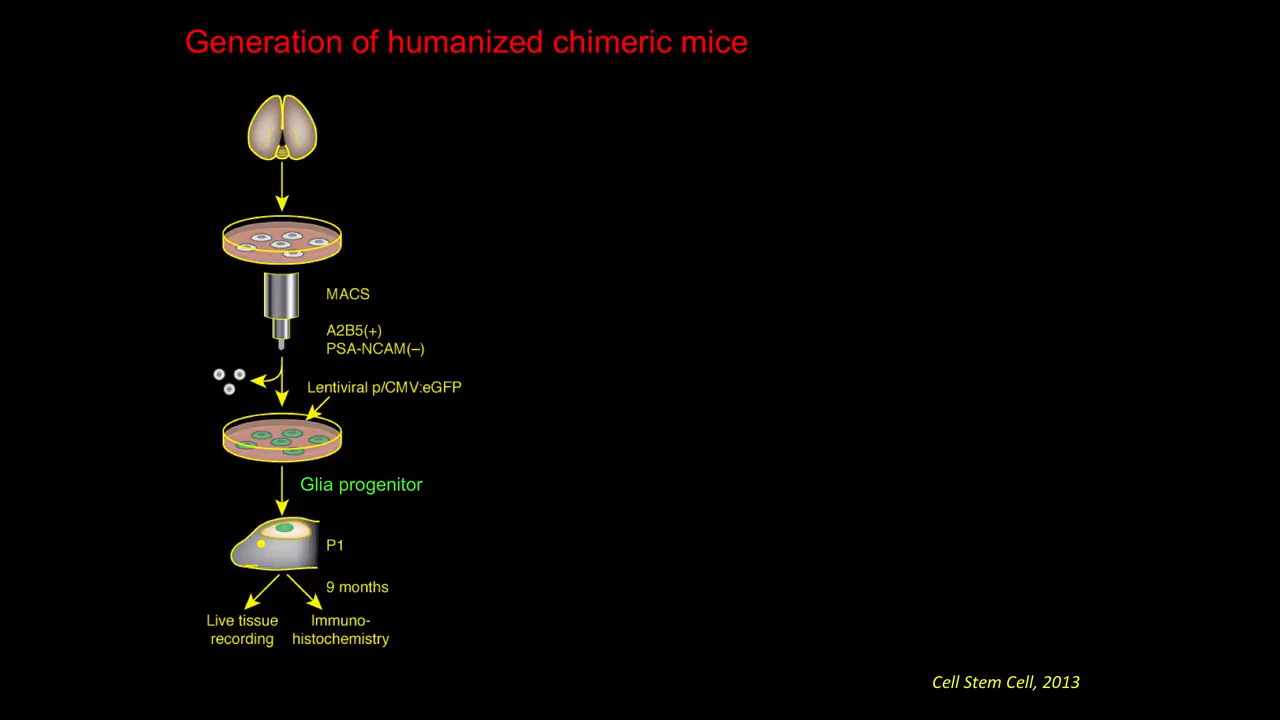 Generation of humanized chimeric mice
MACS
A2B5(+)
PSA-NCAM(–)
Lentiviral p/CMV:eGFP
Glia progenitor
P1
9 months
Live tissue
recording
Immuno-
histochemistry
Cell Stem Cell, 2013